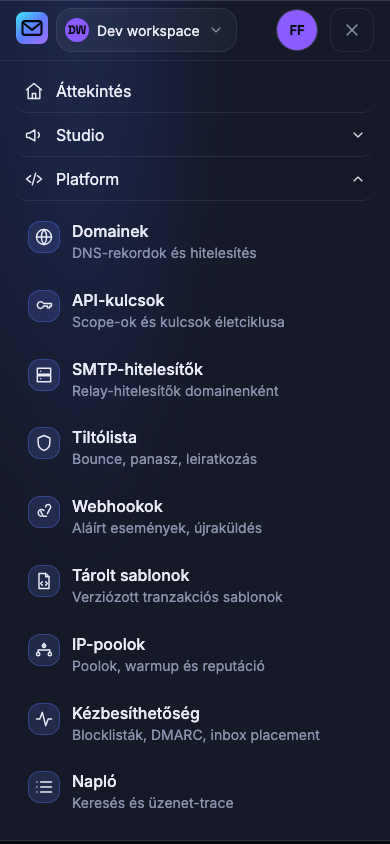 DW Dev workspace FF
Áttekintés
Studio
Platform
Domainek
DNS-rekordok és hitelesítés
API-kulcsok
Scope-ok és kulcsok életciklusa
SMTP-hitelesítők
Relay-hitelesítők domainenként
Tiltólista
Bounce, panasz, leiratkozás
Webhookok
Aláírt események, újraküldés
Tárolt sablonok
Verziózott tranzakciós sablonok
IP-poolok
Poolok, warmup és reputáció
Kézbesíthetőség
Blocklisták, DMARC, inbox placement
Napló
Keresés és üzenet-trace